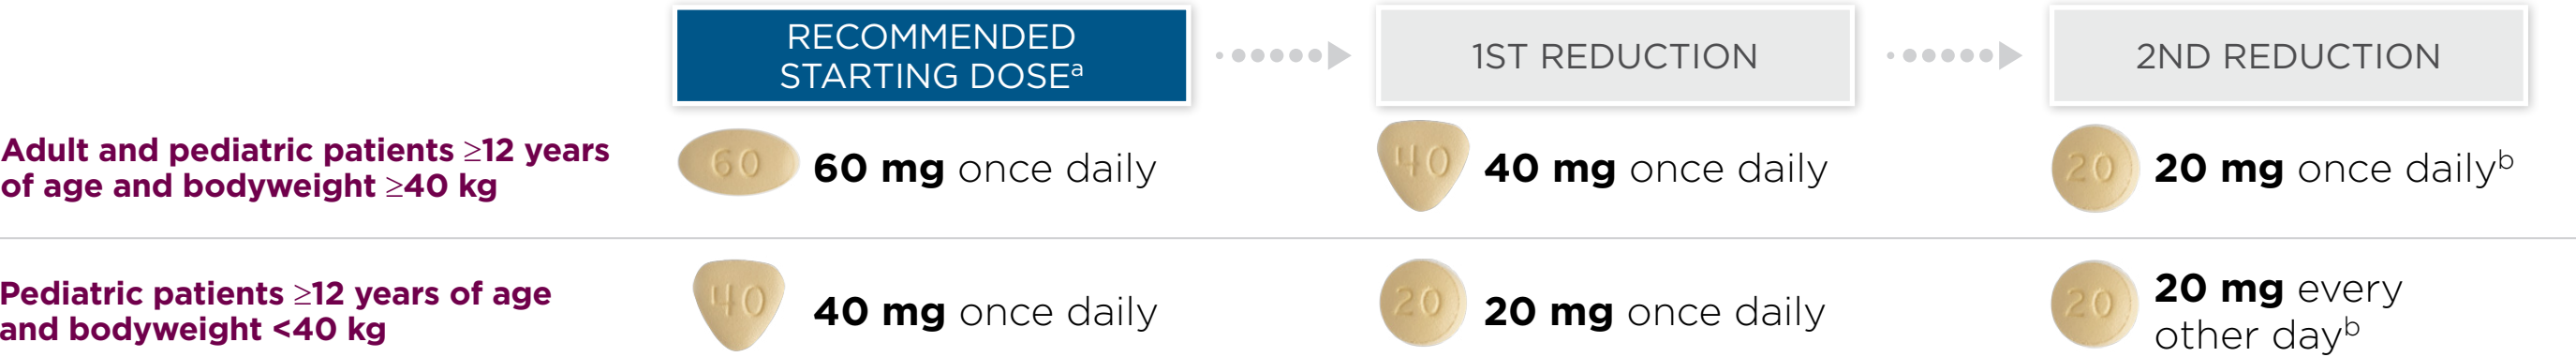 RECOMMENDED
STARTING DOSEᵃ
1ST REDUCTION
2ND REDUCTION
Adult and pediatric patients ≥12 years
of age and bodyweight ≥40 kg
60
60 mg once daily
40
40 mg once daily
20
20 mg once dailyᵇ
Pediatric patients ≥12 years of age
and bodyweight <40 kg
40
40 mg once daily
20
20 mg once daily
20
20 mg every
other dayᵇ